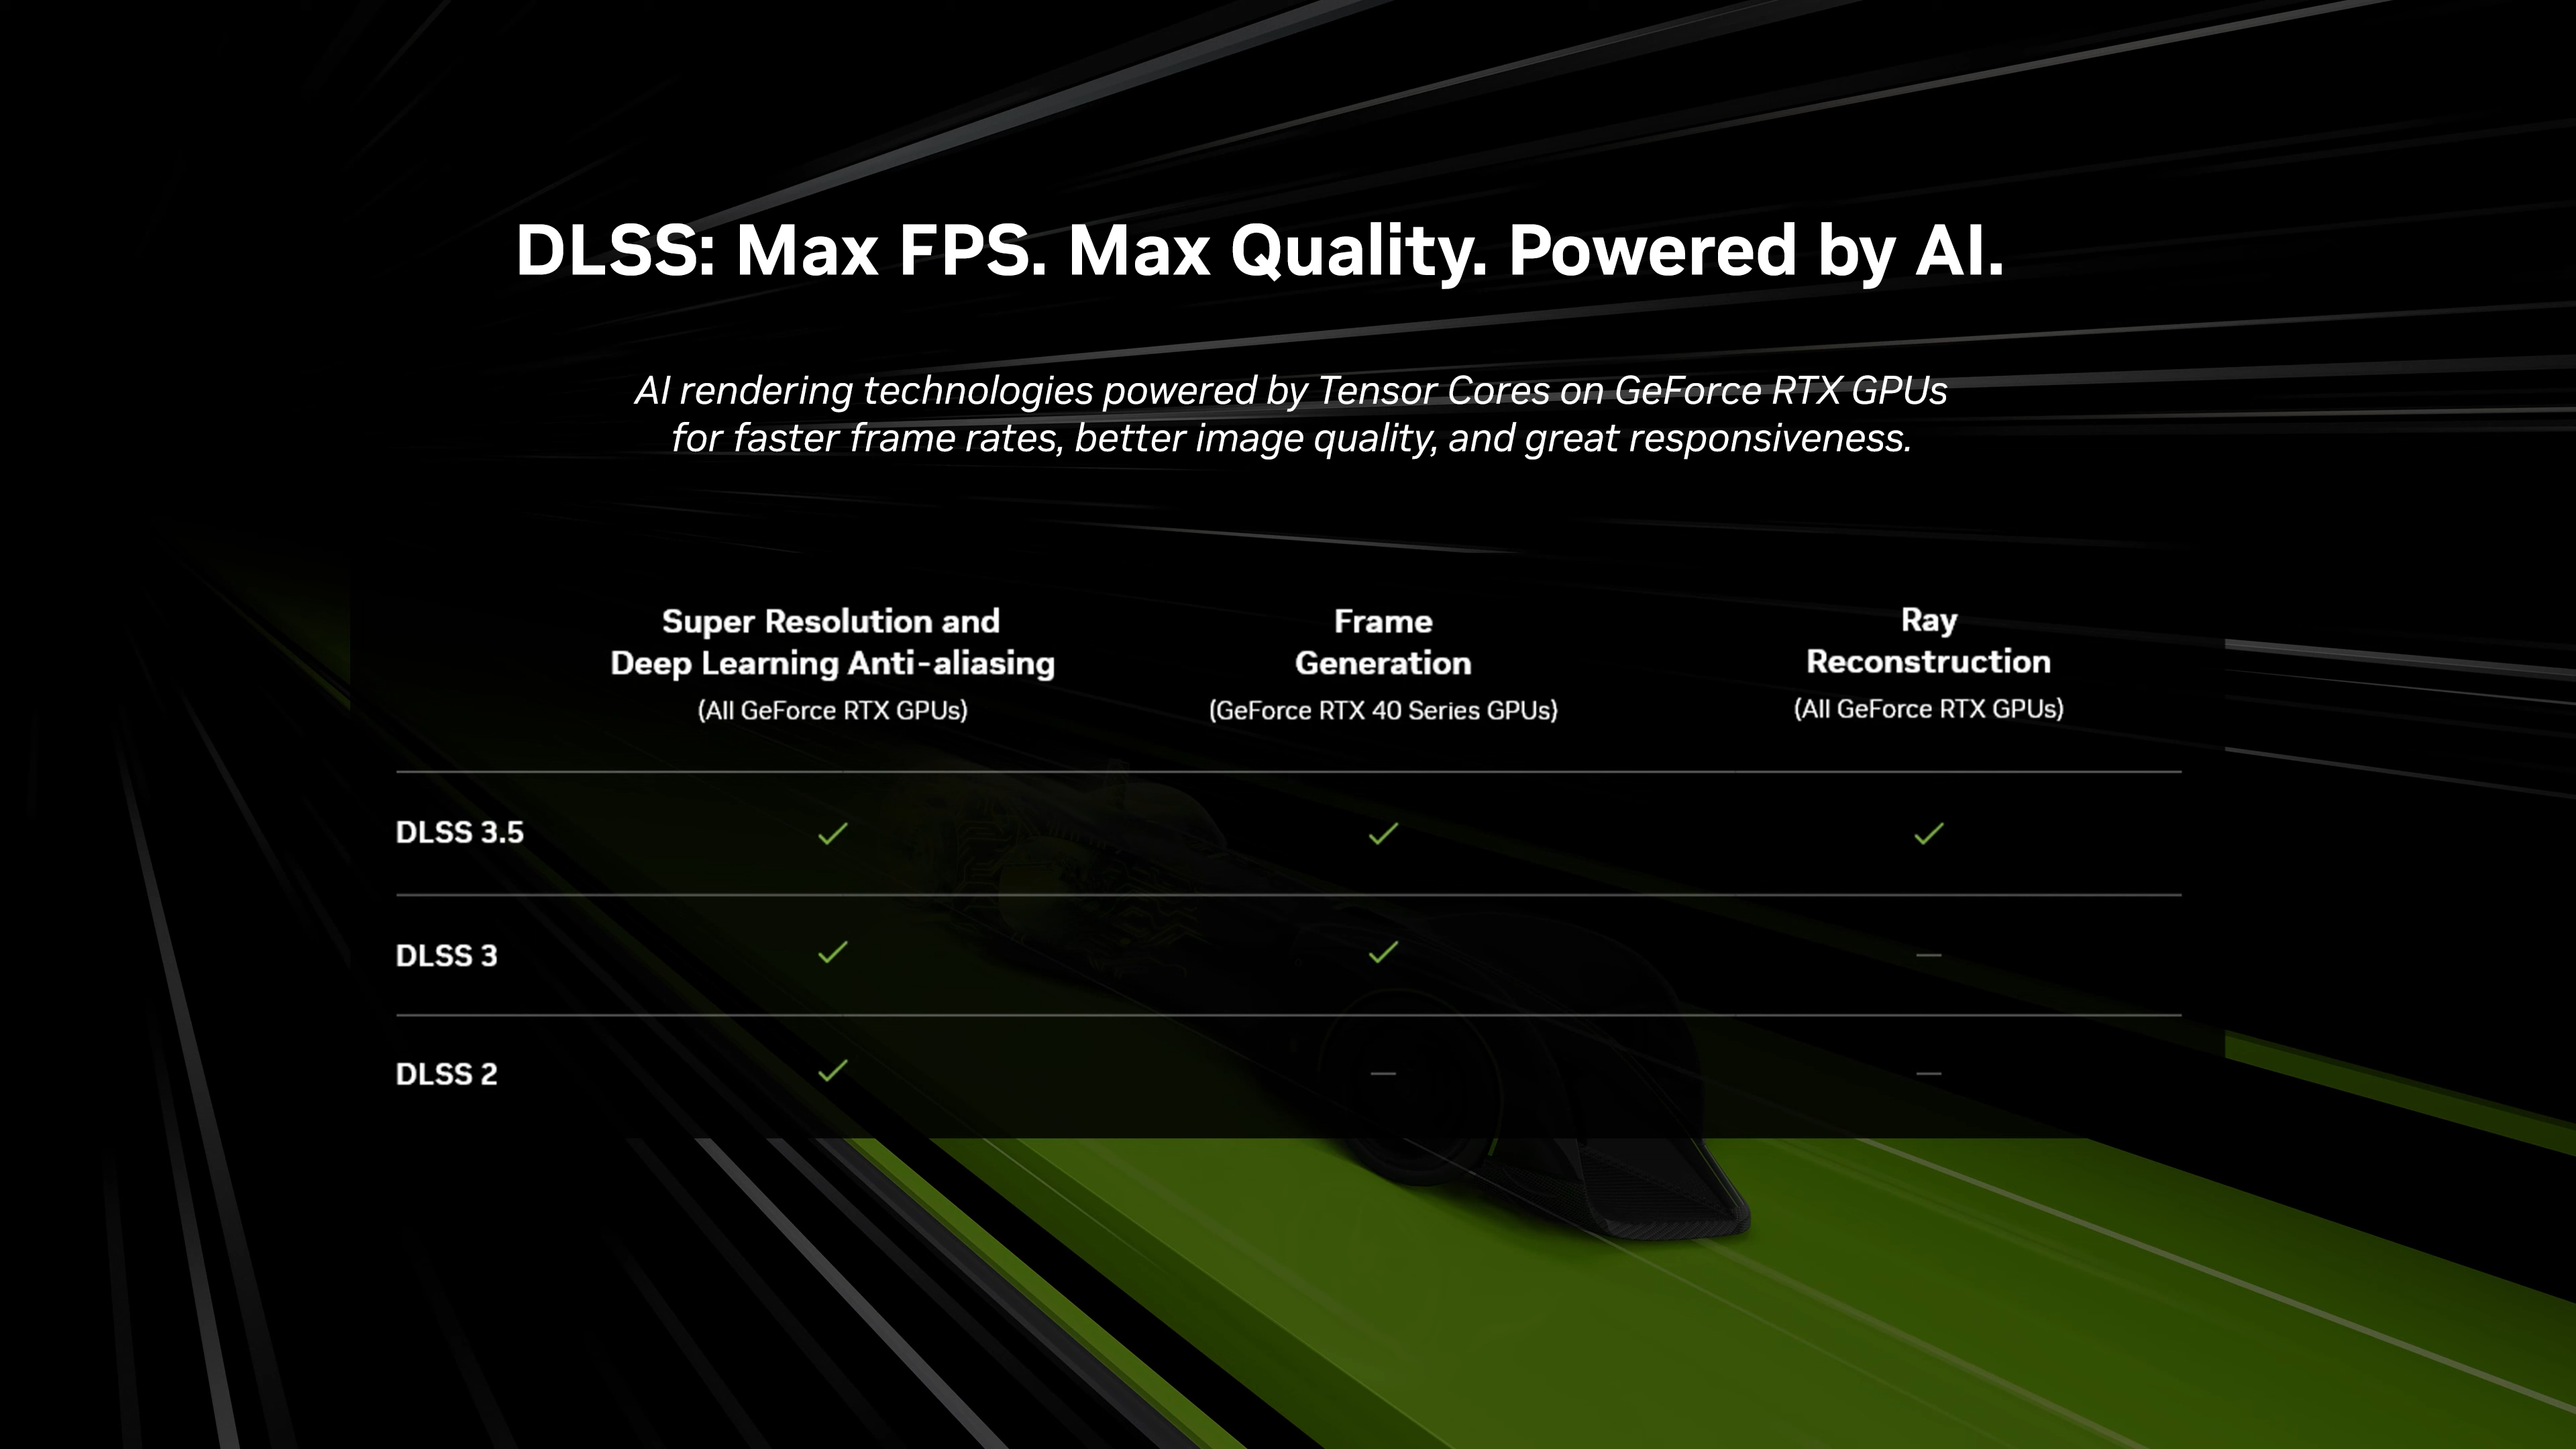 DLSS: Max FPS. Max Quality. Powered by AI.
AI rendering technologies powered by Tensor Cores on GeForce RTX GPUs
for faster frame rates, better image quality, and great responsiveness.
Super Resolution and
Deep Learning Anti-aliasing
(All GeForce RTX GPUs)
Frame
Generation
(GeForce RTX 40 Series GPUs)
Ray
Reconstruction
(All GeForce RTX GPUs)
DLSS 3.5 ✓ ✓ ✓
DLSS 3 ✓ ✓ —
DLSS 2 ✓ — —